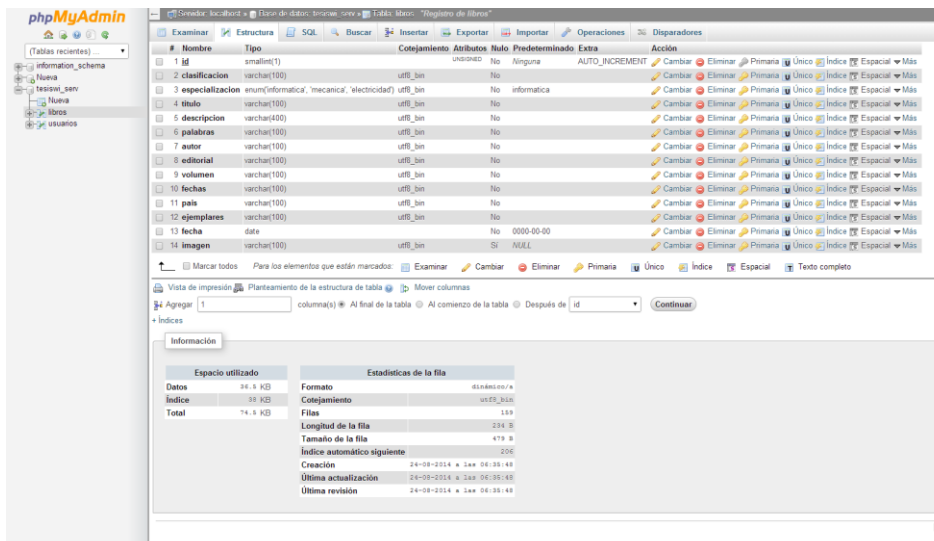 phpMyAdmin
(Tablas recientes) ...
information_schema
Nueva
tesiswi_serv
Nueva
libros
usuarios
Servidor: localhost » Base de datos: tesiswi_serv » Tabla: libros "Registro de libros"
Examinar Estructura SQL Buscar Insertar Exportar Importar Operaciones Disparadores
# Nombre Tipo Cotejamiento Atributos Nulo Predeterminado Extra Acción
1 id smallint(1) UNSIGNED No Ninguna AUTO_INCREMENT Cambiar Eliminar Primaria Único Índice Espacial Más
2 clasificacion varchar(100) utf8_bin No Cambiar Eliminar Primaria Único Índice Espacial Más
3 especializacion enum('informatica', 'mecanica', 'electricidad') utf8_bin No informatica Cambiar Eliminar Primaria Único Índice Espacial Más
4 titulo varchar(100) utf8_bin No Cambiar Eliminar Primaria Único Índice Espacial Más
5 descripcion varchar(400) utf8_bin No Cambiar Eliminar Primaria Único Índice Espacial Más
6 palabras varchar(100) utf8_bin No Cambiar Eliminar Primaria Único Índice Espacial Más
7 autor varchar(100) utf8_bin No Cambiar Eliminar Primaria Único Índice Espacial Más
8 editorial varchar(100) utf8_bin No Cambiar Eliminar Primaria Único Índice Espacial Más
9 volumen varchar(100) utf8_bin No Cambiar Eliminar Primaria Único Índice Espacial Más
10 fechas varchar(100) utf8_bin No Cambiar Eliminar Primaria Único Índice Espacial Más
11 pais varchar(100) utf8_bin No Cambiar Eliminar Primaria Único Índice Espacial Más
12 ejemplares varchar(100) utf8_bin No Cambiar Eliminar Primaria Único Índice Espacial Más
13 fecha date No 0000-00-00 Cambiar Eliminar Primaria Único Índice Espacial Más
14 imagen varchar(100) utf8_bin Sí NULL Cambiar Eliminar Primaria Único Índice Espacial Más
Marcar todos Para los elementos que están marcados: Examinar Cambiar Eliminar Primaria Único Índice Espacial Texto completo
Vista de impresión Planteamiento de la estructura de tabla Mover columnas
Agregar 1 columna(s) Al final de la tabla Al comienzo de la tabla Después de id Continuar
+ Índices
Información
Espacio utilizado
Datos 36.5 KB
Índice 38 KB
Total 74.5 KB
Estadísticas de la fila
Formato dinámico/a
Cotejamiento utf8_bin
Filas 159
Longitud de la fila 234 B
Tamaño de la fila 479 B
Índice automático siguiente 206
Creación 24-08-2014 a las 06:35:48
Última actualización 24-08-2014 a las 06:35:48
Última revisión 24-08-2014 a las 06:35:48